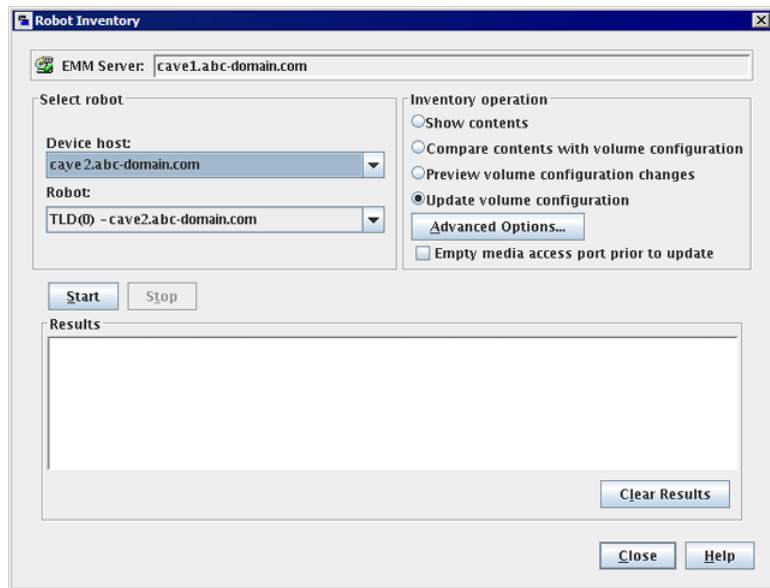 Robot Inventory
EMM Server: cave1.abc-domain.com
Select robot
Device host:
cave2.abc-domain.com
Robot:
TLD(0) - cave2.abc-domain.com
Inventory operation
Show contents
Compare contents with volume configuration
Preview volume configuration changes
Update volume configuration
Advanced Options...
Empty media access port prior to update
Start Stop
Results
Clear Results
Close Help